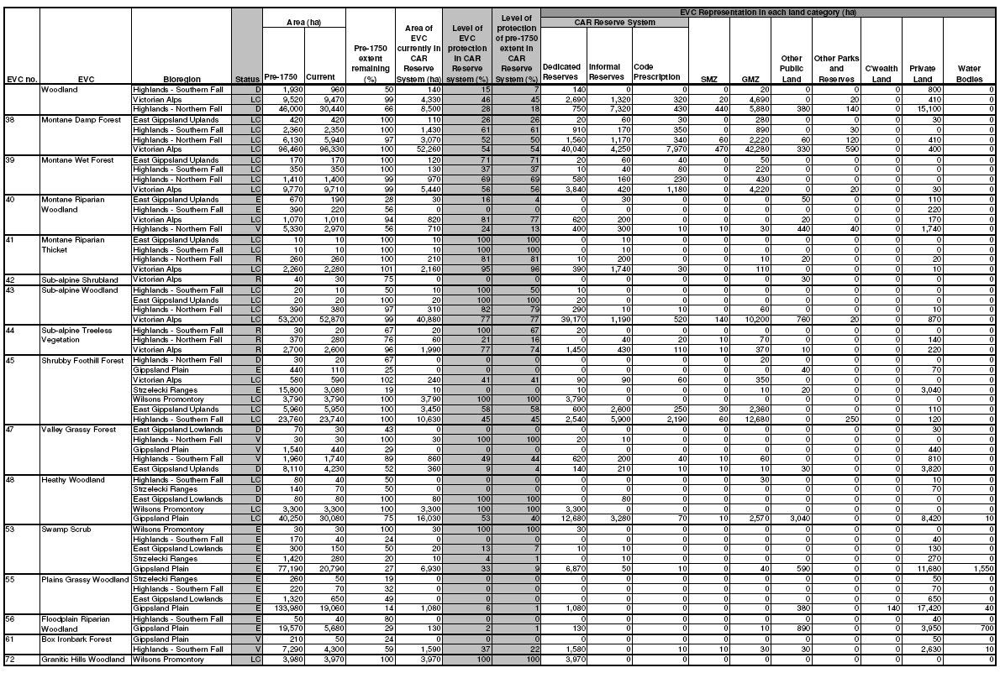 EVC Representation in each land category (ha)
Area (ha)
CAR Reserve System
EVC no. EVC Bioregion Status Pre-1750 Current Pre-1750 extent remaining (%) Area of EVC currently in CAR Reserve System (ha) Level of EVC protection in CAR Reserve system (%) Level of protection of pre-1750 extent in CAR Reserve System (%) Dedicated Reserves Informal Reserves Code Prescription SMZ GMZ Other Public Land Other Parks and Reserves C'wealth Land Private Land Water Bodies
Woodland Highlands - Southern Fall D 1,930 960 50 140 15 7 140 0 0 0 20 0 0 0 800 0
Victorian Alps LC 9,520 9,470 99 4,330 46 45 2,690 1,320 320 20 4,690 0 20 0 410 0
Highlands - Northern Fall D 46,000 30,440 66 8,500 28 18 750 7,320 430 440 5,880 380 140 0 15,100 0
38 Montane Damp Forest East Gippsland Uplands LC 420 420 100 110 26 26 20 60 30 0 280 0 0 0 30 0
Highlands - Southern Fall LC 2,360 2,350 100 1,430 61 61 910 170 350 0 890 0 30 0 0 0
Highlands - Northern Fall LC 6,130 5,940 97 3,070 52 50 1,560 1,170 340 60 2,220 60 120 0 410 0
Victorian Alps LC 96,460 96,330 100 52,260 54 54 40,040 4,250 7,970 470 42,280 330 590 0 400 0
39 Montane Wet Forest East Gippsland Uplands LC 170 170 100 120 71 71 20 60 40 0 50 0 0 0 0 0
Highlands - Southern Fall LC 350 350 100 130 37 37 10 40 80 0 220 0 0 0 0 0
Highlands - Northern Fall LC 1,410 1,400 99 970 69 69 580 160 230 0 430 0 0 0 0 0
Victorian Alps LC 9,770 9,710 99 5,440 56 56 3,840 420 1,180 0 4,220 0 20 0 30 0
40 Montane Riparian East Gippsland Uplands E 670 190 28 30 16 4 0 30 0 0 0 50 0 0 110 0
Woodland Highlands - Southern Fall E 390 220 56 0 0 0 0 0 0 0 0 0 0 0 220 0
Victorian Alps LC 1,070 1,010 94 820 81 77 620 200 0 0 0 20 0 0 170 0
Highlands - Northern Fall V 5,330 2,970 56 710 24 13 400 300 10 10 30 440 40 0 1,740 0
41 Montane Riparian East Gippsland Uplands LC 10 10 100 10 100 100 0 10 0 0 0 0 0 0 0 0
Thicket Highlands - Southern Fall LC 10 10 100 10 100 100 0 10 0 0 0 0 0 0 0 0
Highlands - Northern Fall R 260 260 100 210 81 81 10 200 0 0 10 20 0 0 20 0
Victorian Alps LC 2,260 2,280 101 2,160 95 96 390 1,740 30 0 110 0 0 0 10 0
42 Sub-alpine Shrubland Victorian Alps R 40 30 75 0 0 0 0 0 0 0 0 30 0 0 0 0
43 Sub-alpine Woodland Highlands - Southern Fall LC 20 10 50 10 100 50 10 0 0 0 0 0 0 0 0 0
East Gippsland Uplands LC 20 20 100 20 100 100 20 0 0 0 0 0 0 0 0 0
Highlands - Northern Fall LC 390 380 97 310 82 79 290 10 10 0 60 0 0 0 10 0
Victorian Alps LC 53,200 52,870 99 40,880 77 77 39,170 1,190 520 140 10,200 760 20 0 870 0
44 Sub-alpine Treeless Highlands - Southern Fall R 30 20 67 20 100 67 20 0 0 0 0 0 0 0 0 0
Vegetation Highlands - Northern Fall R 370 280 76 60 21 16 0 40 20 10 70 0 0 0 140 0
Victorian Alps R 2,700 2,600 96 1,990 77 74 1,450 430 110 10 370 10 0 0 220 0
45 Shrubby Foothill Forest Highlands - Northern Fall D 30 20 67 0 0 0 0 0 0 0 20 0 0 0 0 0
Gippsland Plain E 440 110 25 0 0 0 0 0 0 0 0 40 0 0 70 0
Victorian Alps LC 580 590 102 240 41 41 90 90 60 0 350 0 0 0 0 0
Strzelecki Ranges E 15,800 3,080 19 10 0 0 10 0 0 0 10 20 0 0 3,040 0
Wilsons Promontory LC 3,790 3,790 100 3,790 100 100 3,790 0 0 0 0 0 0 0 0 0
East Gippsland Uplands LC 5,960 5,950 100 3,450 58 58 600 2,600 250 30 2,360 0 0 0 110 0
Highlands - Southern Fall LC 23,760 23,740 100 10,630 45 45 2,540 5,900 2,190 60 12,680 0 250 0 120 0
47 Valley Grassy Forest East Gippsland Lowlands D 70 30 43 0 0 0 0 0 0 0 0 0 0 0 30 0
Highlands - Northern Fall V 30 30 100 30 100 100 20 10 0 0 0 0 0 0 0 0
Gippsland Plain V 1,540 440 29 0 0 0 0 0 0 0 0 0 0 0 440 0
Highlands - Southern Fall V 1,960 1,740 89 860 49 44 620 200 40 10 60 0 0 0 810 0
East Gippsland Uplands D 8,110 4,230 52 360 9 4 140 210 10 10 10 30 0 0 3,820 0
48 Heathy Woodland Highlands - Southern Fall LC 80 40 50 0 0 0 0 0 0 0 30 0 0 0 10 0
Strzelecki Ranges D 140 70 50 0 0 0 0 0 0 0 0 0 0 0 70 0
East Gippsland Lowlands D 80 80 100 80 100 100 0 80 0 0 0 0 0 0 0 0
Wilsons Promontory LC 3,300 3,300 100 3,300 100 100 3,300 0 0 0 0 0 0 0 0 0
Gippsland Plain LC 40,250 30,080 75 16,030 53 40 12,680 3,280 70 10 2,570 3,040 0 0 8,420 10
53 Swamp Scrub Wilsons Promontory E 30 30 100 30 100 100 30 0 0 0 0 0 0 0 0 0
Highlands - Southern Fall E 170 40 24 0 0 0 0 0 0 0 0 0 0 0 40 0
East Gippsland Lowlands E 300 150 50 20 13 7 10 10 0 0 0 0 0 0 130 0
Strzelecki Ranges E 1,420 280 20 10 4 1 0 10 0 0 0 0 0 0 270 0
Gippsland Plain E 77,190 20,790 27 6,930 33 9 6,870 50 10 0 40 590 0 0 11,680 1,550
55 Plains Grassy Woodland Strzelecki Ranges E 260 50 19 0 0 0 0 0 0 0 0 0 0 0 50 0
Highlands - Southern Fall E 220 70 32 0 0 0 0 0 0 0 0 0 0 0 70 0
East Gippsland Lowlands E 1,320 650 49 0 0 0 0 0 0 0 0 0 0 0 650 0
Gippsland Plain E 133,980 19,060 14 1,080 6 1 1,080 0 0 0 0 380 0 140 17,420 40
56 Floodplain Riparian Highlands - Southern Fall E 50 40 80 0 0 0 0 0 0 0 0 0 0 0 40 0
Woodland Gippsland Plain E 19,570 5,680 29 130 2 1 130 0 0 0 10 890 0 0 3,950 700
61 Box Ironbark Forest Gippsland Plain V 210 50 24 0 0 0 0 0 0 0 0 0 0 0 50 0
Highlands - Southern Fall V 7,290 4,300 59 1,590 37 22 1,580 0 10 10 30 30 0 0 2,630 10
72 Granitic Hills Woodland Wilsons Promontory LC 3,980 3,970 100 3,970 100 100 3,970 0 0 0 0 0 0 0 0 0